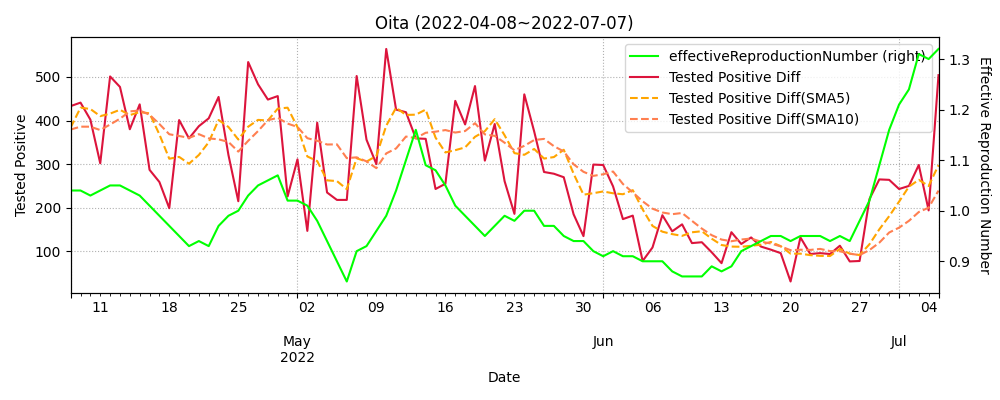 Oita (2022-04-08~2022-07-07)
effectiveReproductionNumber (right)
Tested Positive Diff
Tested Positive Diff(SMA5)
Tested Positive Diff(SMA10)
Tested Positive
500
400
300
200
100
1.3
1.2
1.1
1.0
0.9
Effective Reproduction Number
11 18 25 02 09 16 23 30 06 13 20 27 04
May Jun Jul
2022
Date